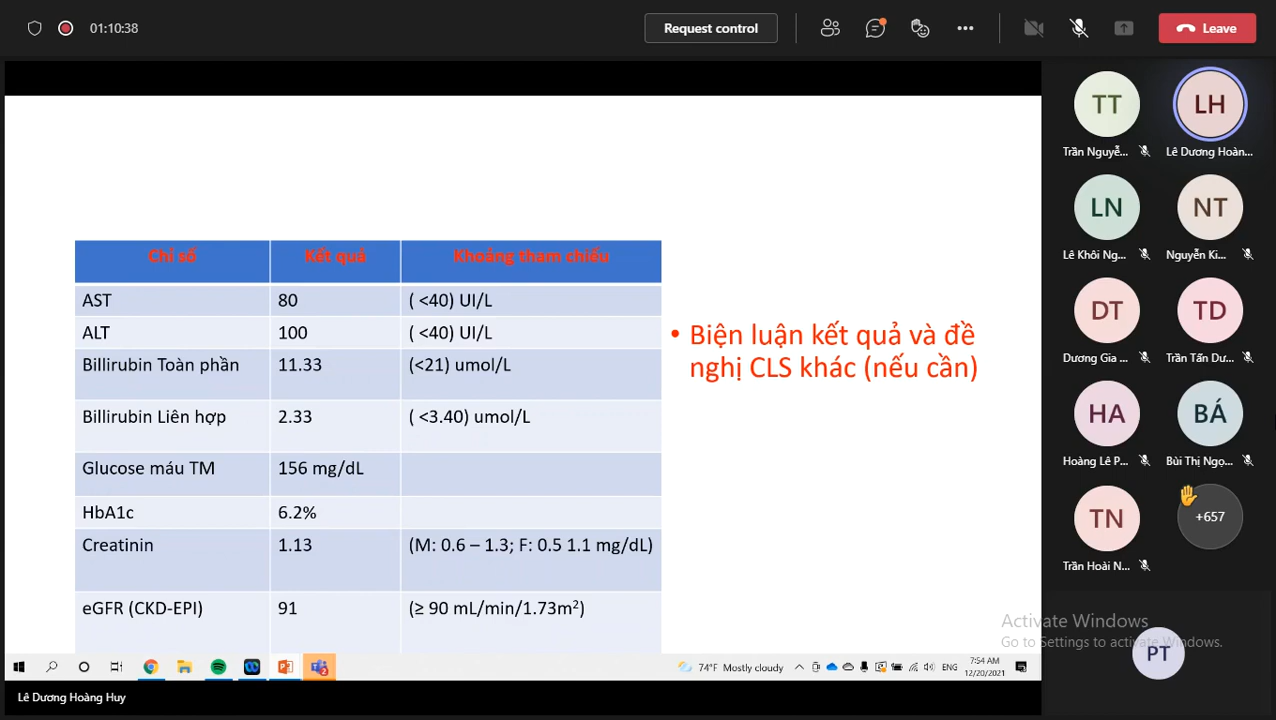 01:10:38
Request control
Leave
TT
LH
Trần Nguyễ...
Lê Dương Hoàn...
LN
NT
Lê Khôi Ng...
Nguyễn Ki...
DT
TD
Dương Gia ...
Trần Tấn Dư...
HA
BÁ
Hoàng Lê P...
Bùi Thị Ngọ...
TN
+657
Trần Hoài N...
PT
Chỉ số Kết quả Khoảng tham chiếu
AST 80 ( <40) UI/L
ALT 100 ( <40) UI/L
Billirubin Toàn phần 11.33 (<21) umol/L
Billirubin Liên hợp 2.33 ( <3.40) umol/L
Glucose máu TM 156 mg/dL
HbA1c 6.2%
Creatinin 1.13 (M: 0.6 – 1.3; F: 0.5 1.1 mg/dL)
eGFR (CKD-EPI) 91 (≥ 90 mL/min/1.73m²)
• Biện luận kết quả và đề
nghị CLS khác (nếu cần)
Activate Windows
Go to Settings to activate Windows.
74°F Mostly cloudy
ENG
7:54 AM
12/20/2021
Lê Dương Hoàng Huy